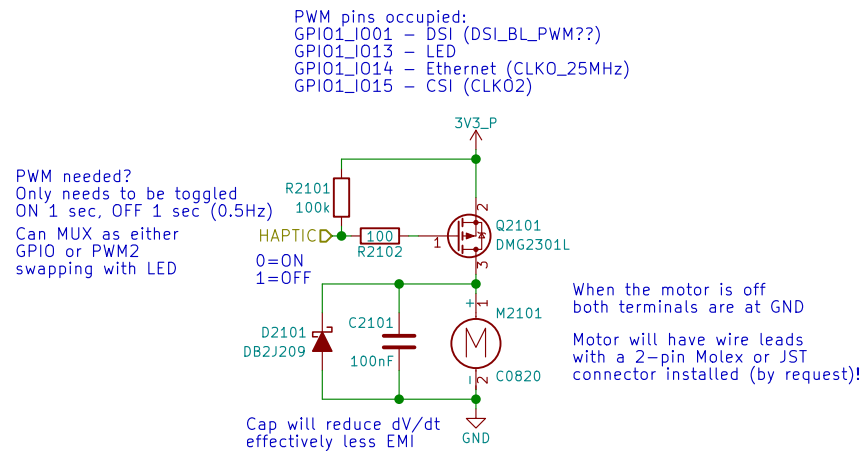 PWM pins occupied:
GPIO1_IO01 – DSI (DSI_BL_PWM??)
GPIO1_IO13 – LED
GPIO1_IO14 – Ethernet (CLKO_25MHz)
GPIO1_IO15 – CSI (CLKO2)
3V3_P
PWM needed?
Only needs to be toggled
ON 1 sec, OFF 1 sec (0.5Hz)
Can MUX as either
GPIO or PWM2
swapping with LED
R2101
100k
HAPTIC
100
R2102
0=ON
1=OFF
1
2
3
Q2101
DMG2301L
D2101
DB2J209
C2101
100nF
+
1
M2101
M
C0820
–
2
GND
When the motor is off
both terminals are at GND
Motor will have wire leads
with a 2–pin Molex or JST
connector installed (by request)!
Cap will reduce dV/dt
effectively less EMI